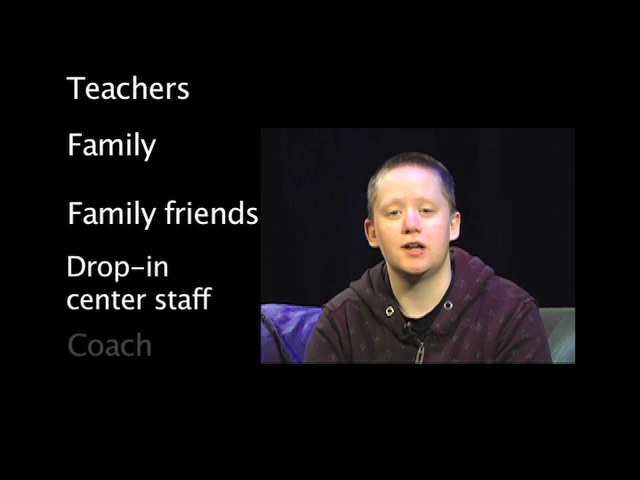 Teachers
Family
Family friends
Drop-in
center staff
Coach